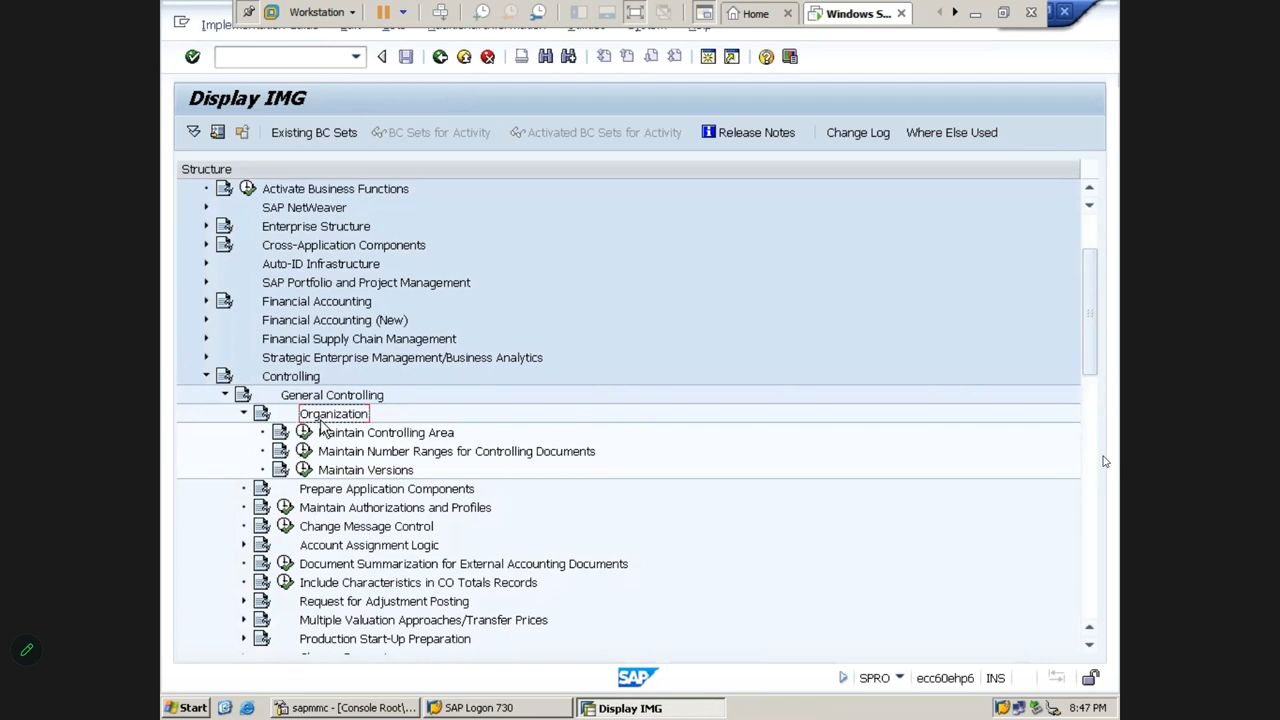 Workstation
Home
Windows S...
Display IMG
Existing BC Sets
BC Sets for Activity
Activated BC Sets for Activity
Release Notes
Change Log
Where Else Used
Structure
Activate Business Functions
SAP NetWeaver
Enterprise Structure
Cross-Application Components
Auto-ID Infrastructure
SAP Portfolio and Project Management
Financial Accounting
Financial Accounting (New)
Financial Supply Chain Management
Strategic Enterprise Management/Business Analytics
Controlling
General Controlling
Organization
Maintain Controlling Area
Maintain Number Ranges for Controlling Documents
Maintain Versions
Prepare Application Components
Maintain Authorizations and Profiles
Change Message Control
Account Assignment Logic
Document Summarization for External Accounting Documents
Include Characteristics in CO Totals Records
Request for Adjustment Posting
Multiple Valuation Approaches/Transfer Prices
Production Start-Up Preparation
SAP
SPRO
ecc60ehp6
INS
Start
sapmmc - [Console Root\...
SAP Logon 730
Display IMG
8:47 PM